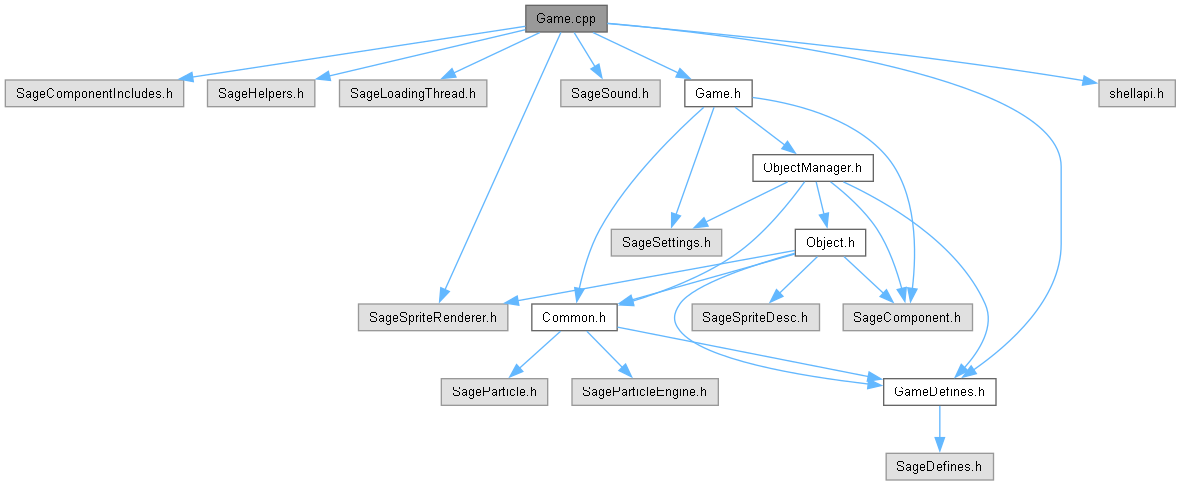 Game.cpp
SageComponentIncludes.h
SageHelpers.h
SageLoadingThread.h
SageSound.h
Game.h
shellapi.h
ObjectManager.h
SageSettings.h
Object.h
SageSpriteRenderer.h
Common.h
SageSpriteDesc.h
SageComponent.h
SageParticle.h
SageParticleEngine.h
GameDefines.h
SageDefines.h